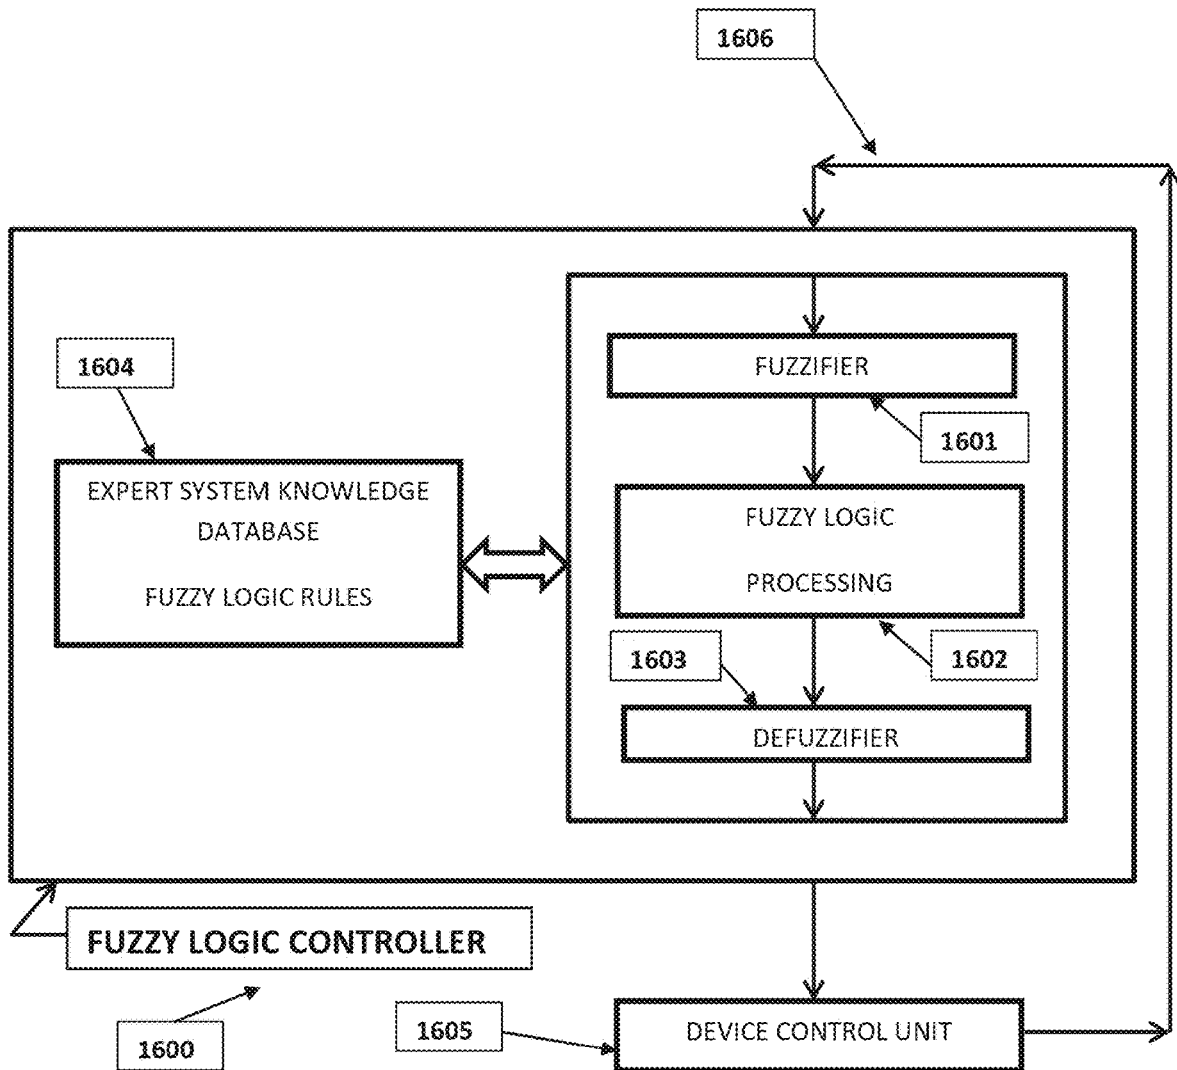 1606
1604
FUZZIFIER
1601
EXPERT SYSTEM KNOWLEDGE
DATABASE
FUZZY LOGIC RULES
FUZZY LOGIC
PROCESSING
1603
1602
DEFUZZIFIER
FUZZY LOGIC CONTROLLER
1600
1605
DEVICE CONTROL UNIT